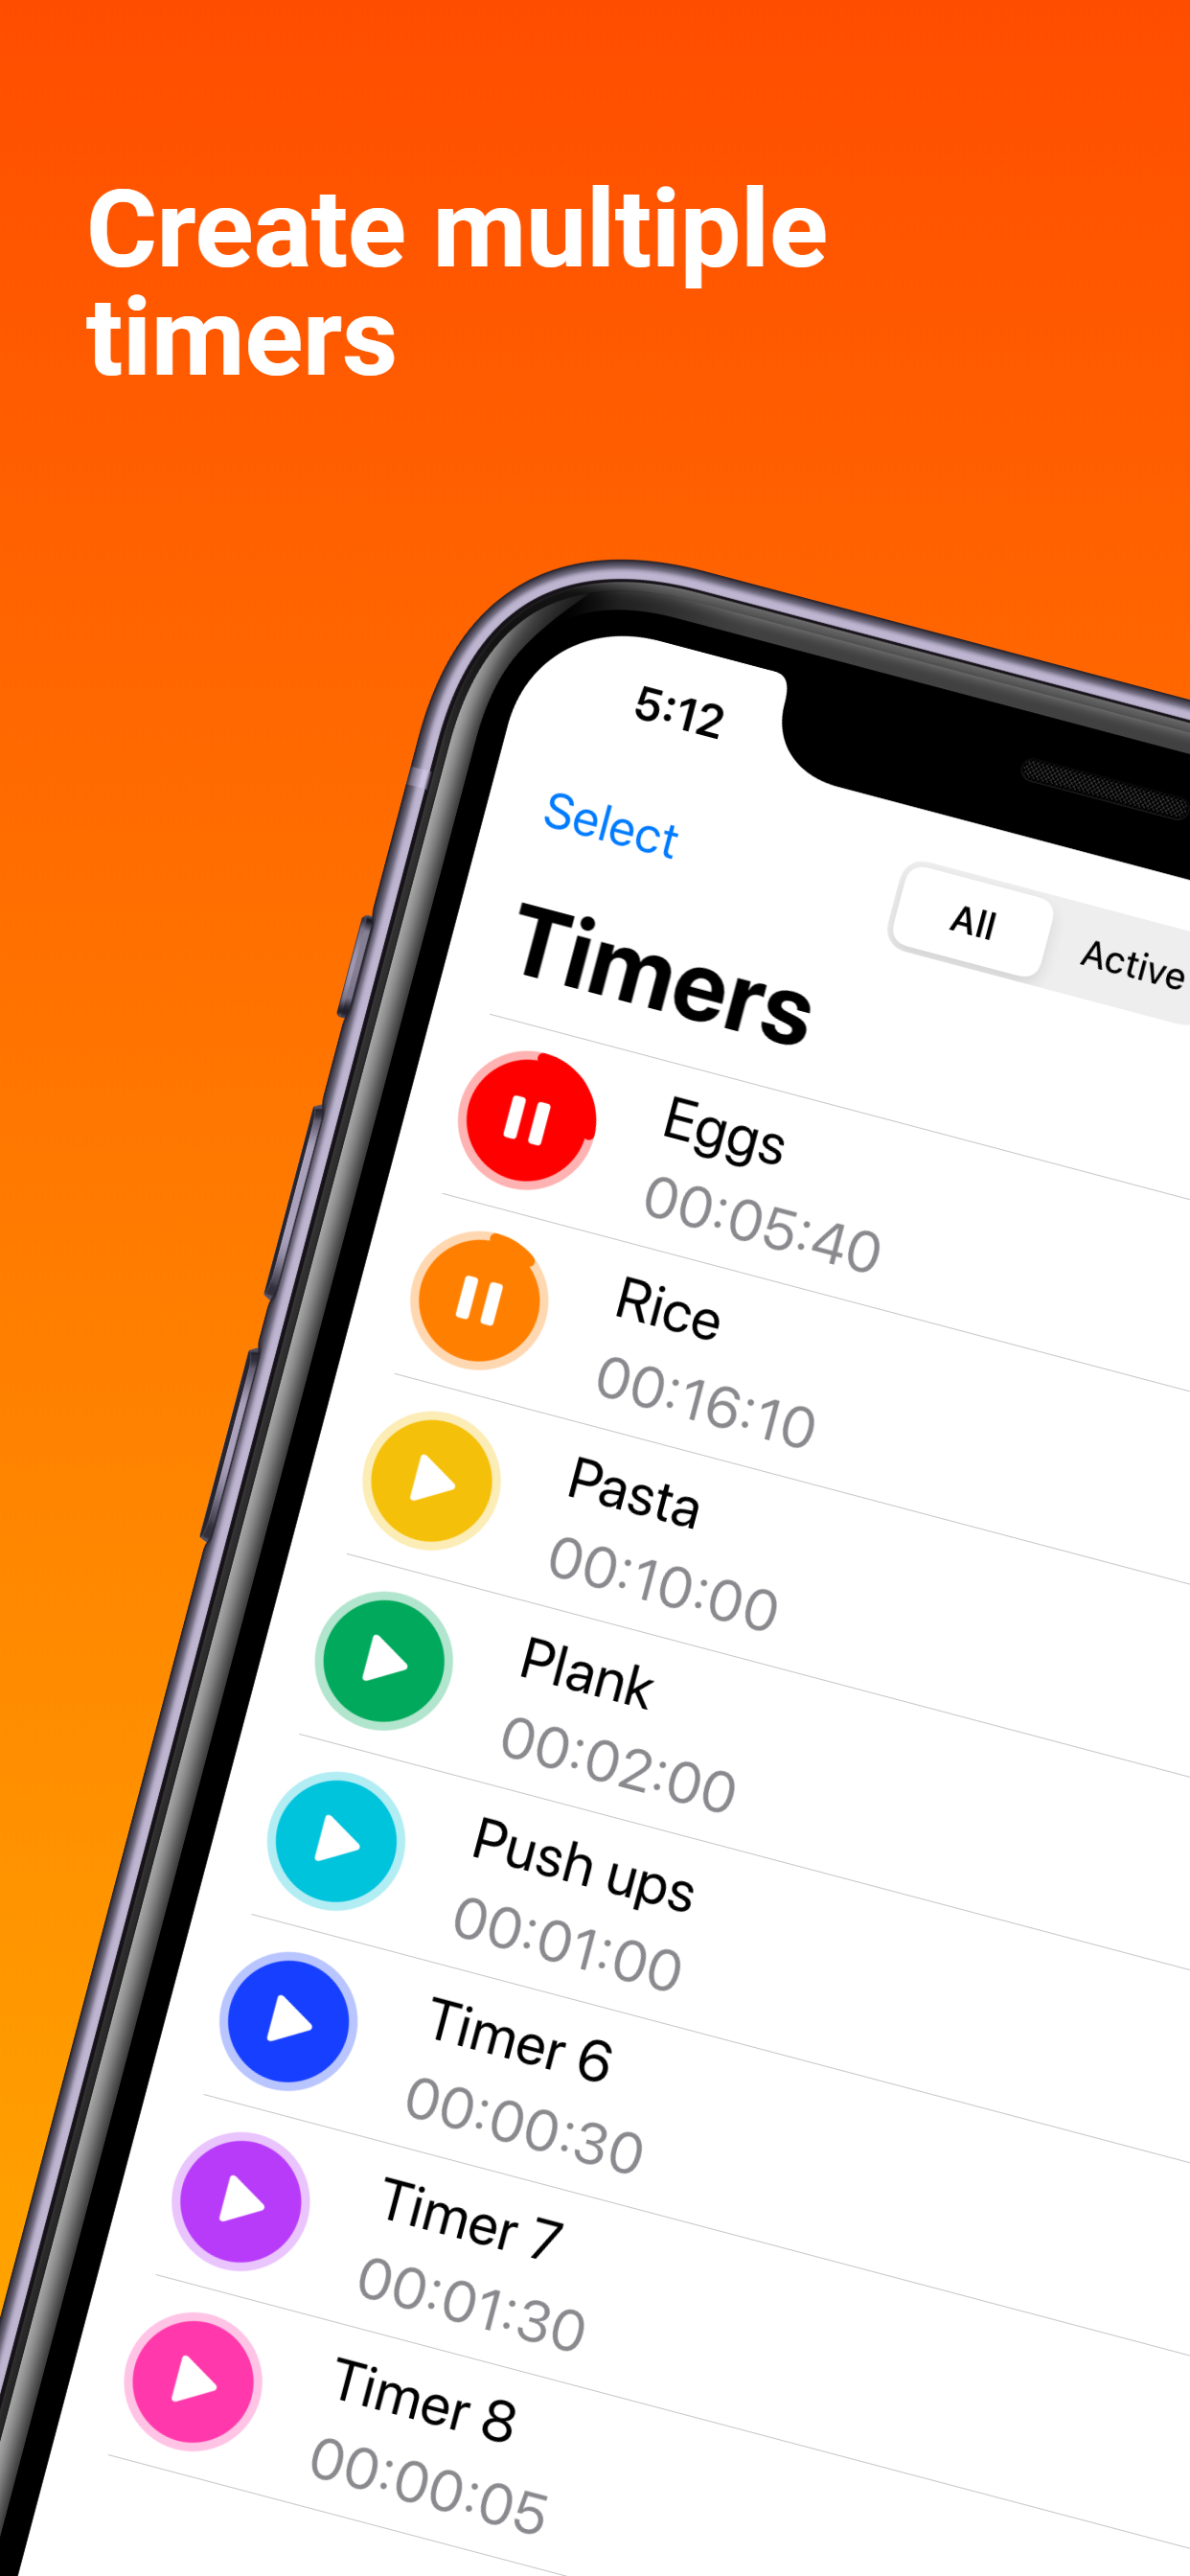 Create multiple
timers
5:12
Select
All
Active
Timers
Eggs
00:05:40
Rice
00:16:10
Pasta
00:10:00
Plank
00:02:00
Push ups
00:01:00
Timer 6
00:00:30
Timer 7
00:01:30
Timer 8
00:00:05